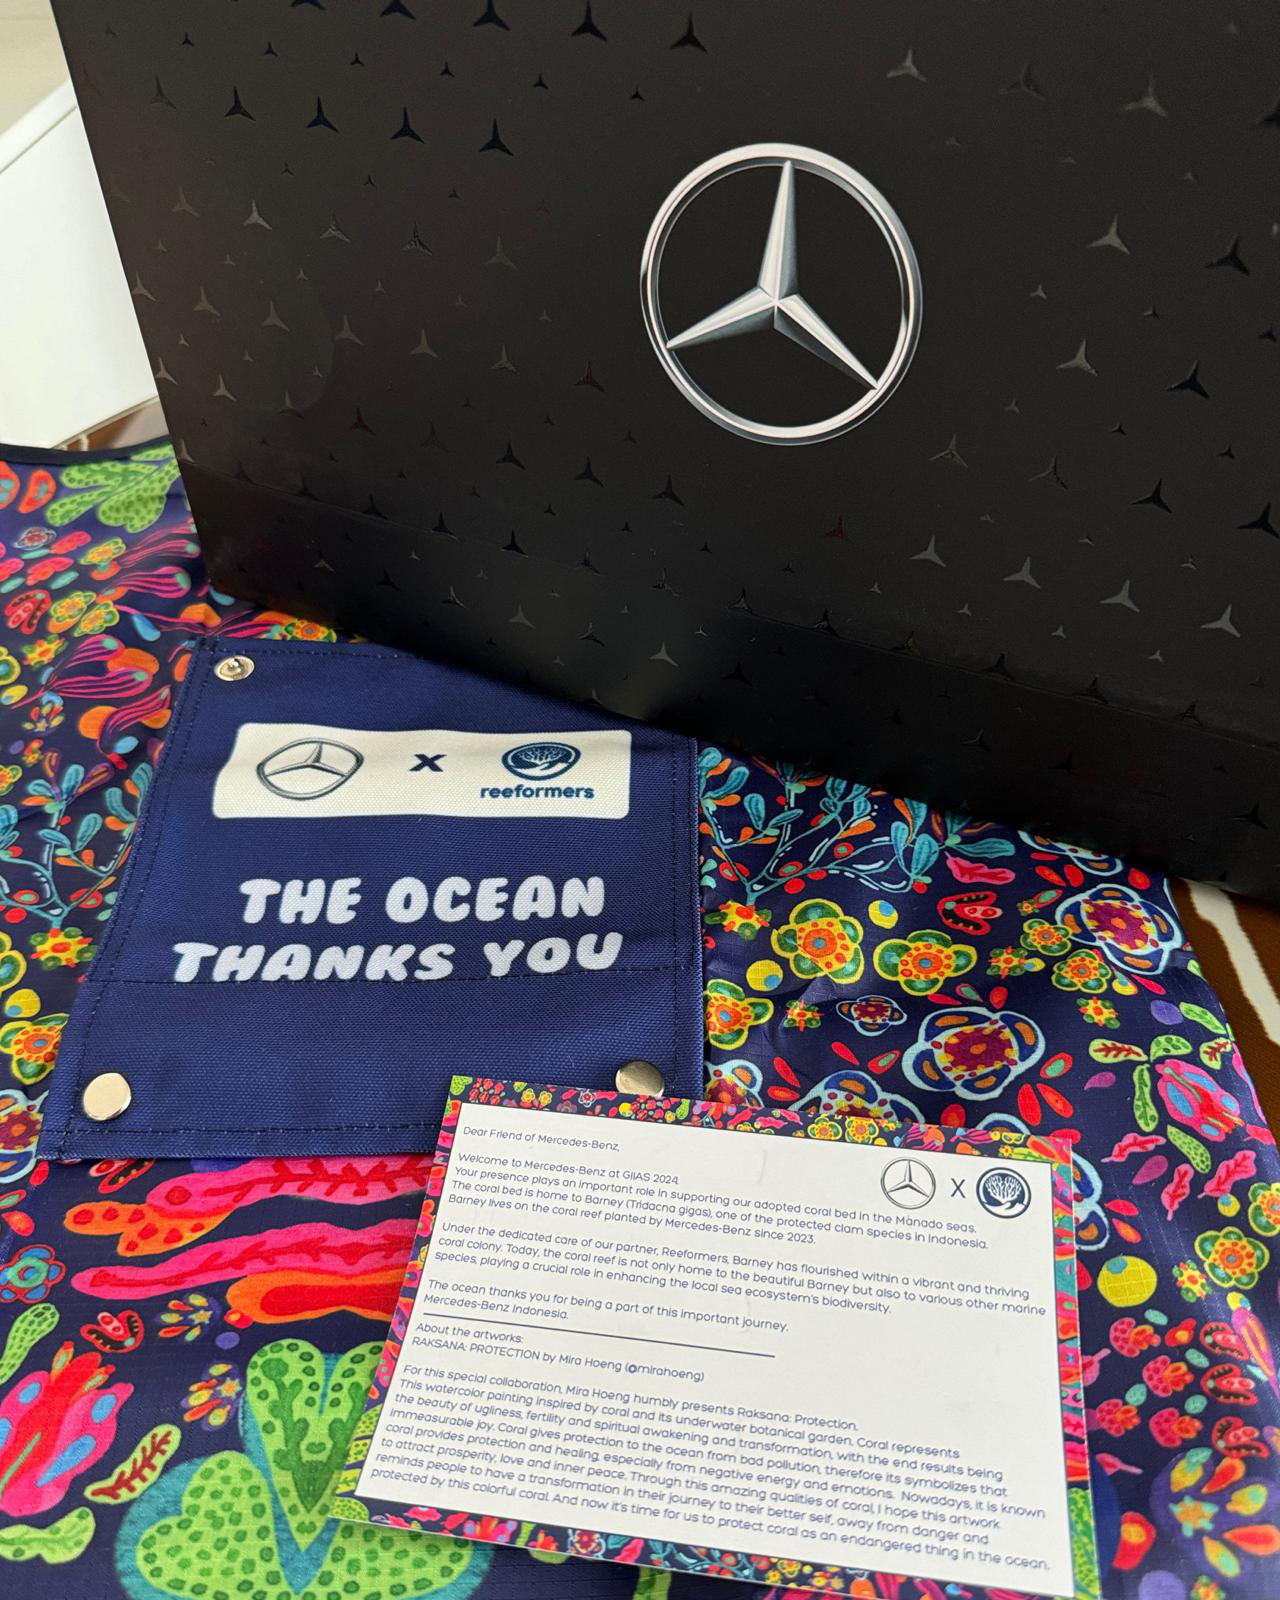 X
reeformers
THE OCEAN
THANKS YOU
X
Dear Friend of Mercedes-Benz,
Welcome to Mercedes-Benz at GIIAS 2024.
Your presence plays an important role in supporting our adopted coral bed in the Manado seas.
The coral bed is home to Barney (Tridacna gigas), one of the protected clam species in Indonesia.
Barney lives on the coral reef planted by Mercedes-Benz since 2023.
Under the dedicated care of our partner, Reeformers, Barney has flourished within a vibrant and thriving
coral colony. Today, the coral reef is not only home to the beautiful Barney but also to various other marine
species, playing a crucial role in enhancing the local sea ecosystem's biodiversity.
The ocean thanks you for being a part of this important journey.
Mercedes-Benz Indonesia.
About the artworks:
RAKSANA: PROTECTION by Mira Hoeng (@mirahoeng)
For this special collaboration, Mira Hoeng humbly presents Raksana: Protection.
This watercolor painting inspired by coral and its underwater botanical garden. Coral represents
the beauty of ugliness, fertility and spiritual awakening and transformation, with the end results being
immeasurable joy. Coral gives protection to the ocean from bad pollution, therefore its symbolizes that
coral provides protection and healing, especially from negative energy and emotions. Nowadays, it is known
to attract prosperity, love and inner peace. Through this amazing qualities of coral, I hope this artwork
reminds people to have a transformation in their journey to their better self, away from danger and
protected by this colorful coral. And now it's time for us to protect coral as an endangered thing in the ocean.